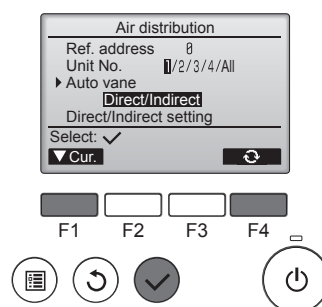 Air distribution
Ref. address 0
Unit No. 1/2/3/4/All
Auto vane
Direct/Indirect
Direct/Indirect setting
Select: ✓
▼Cur.
F1 F2 F3 F4